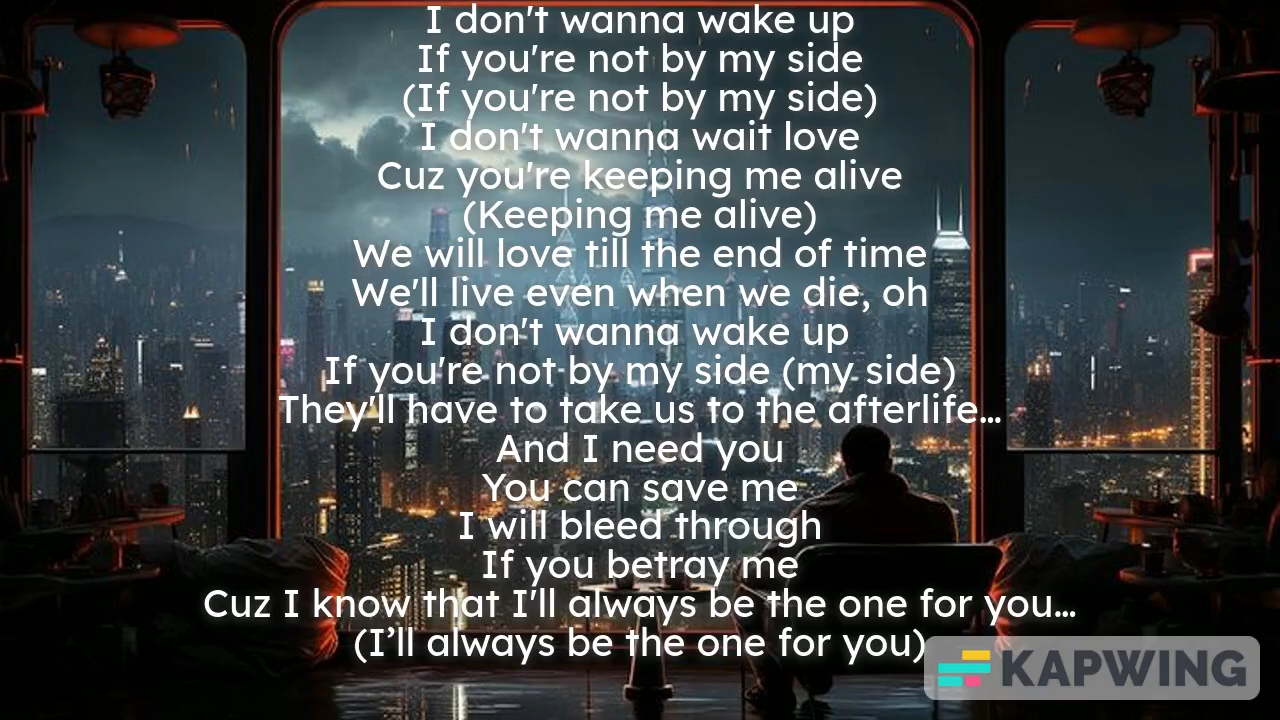 I don't wanna wake up
If you're not by my side
(If you're not by my side)
I don't wanna wait love
Cuz you're keeping me alive
(Keeping me alive)
We will love till the end of time
We'll live even when we die, oh
I don't wanna wake up
If you're not by my side (my side)
They'll have to take us to the afterlife...
And I need you
You can save me
I will bleed through
If you betray me
Cuz I know that I'll always be the one for you...
(I’ll always be the one for you)
KAPWING